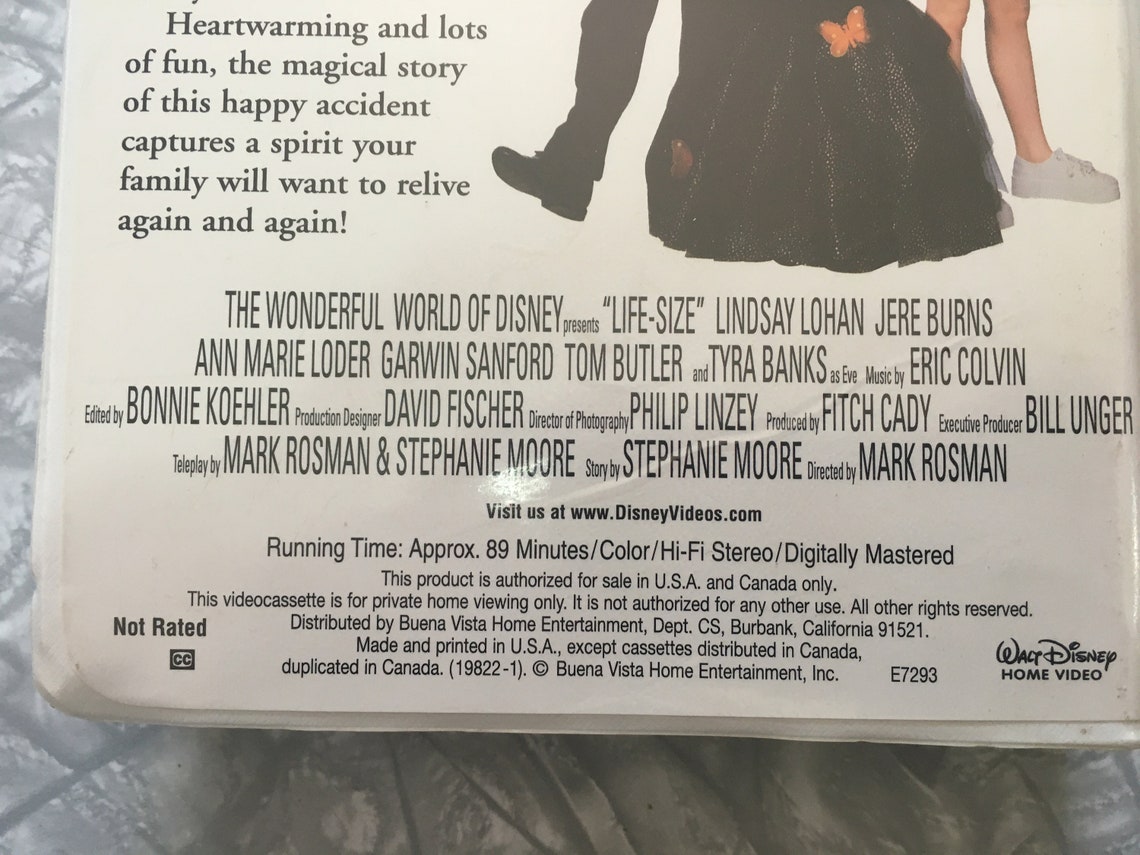 Heartwarming and lots
of fun, the magical story
of this happy accident
captures a spirit your
family will want to relive
again and again!
THE WONDERFUL WORLD OF DISNEY presents "LIFE-SIZE" LINDSAY LOHAN JERE BURNS
ANN MARIE LODER GARWIN SANFORD TOM BUTLER and TYRA BANKS as Eve Music by ERIC COLVIN
Edited by BONNIE KOEHLER Production Designer DAVID FISCHER Director of Photography PHILIP LINZEY Produced by FITCH CADY Executive Producer BILL UNGER
Teleplay by MARK ROSMAN & STEPHANIE MOORE Story by STEPHANIE MOORE Directed by MARK ROSMAN
Visit us at www.DisneyVideos.com
Running Time: Approx. 89 Minutes/Color/Hi-Fi Stereo/Digitally Mastered
This product is authorized for sale in U.S.A. and Canada only.
This videocassette is for private home viewing only. It is not authorized for any other use. All other rights reserved.
Distributed by Buena Vista Home Entertainment, Dept. CS, Burbank, California 91521.
Made and printed in U.S.A., except cassettes distributed in Canada,
duplicated in Canada. (19822-1). © Buena Vista Home Entertainment, Inc.
E7293
Not Rated
CC
Walt Disney
HOME VIDEO